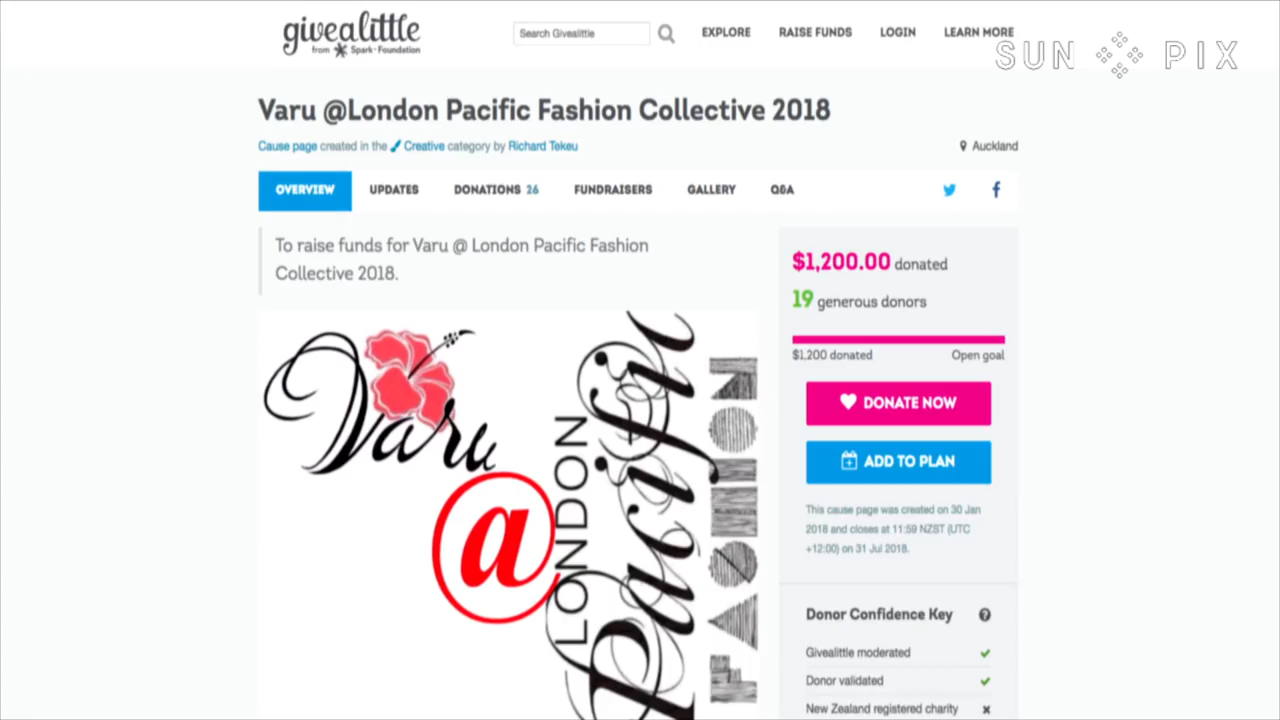 givealittle
from Spark Foundation
Search Givealittle
EXPLORE
RAISE FUNDS
LOGIN
LEARN MORE
SUN PIX
Varu @London Pacific Fashion Collective 2018
Cause page created in the Creative category by Richard Tekeu
Auckland
OVERVIEW
UPDATES
DONATIONS 26
FUNDRAISERS
GALLERY
Q&A
To raise funds for Varu @ London Pacific Fashion
Collective 2018.
Varu
@
LONDON
Pacific
FASHION
$1,200.00 donated
19 generous donors
$1,200 donated
Open goal
DONATE NOW
ADD TO PLAN
This cause page was created on 30 Jan
2018 and closes at 11:59 NZST (UTC
+12:00) on 31 Jul 2018.
Donor Confidence Key
Givealittle moderated
Donor validated
New Zealand registered charity